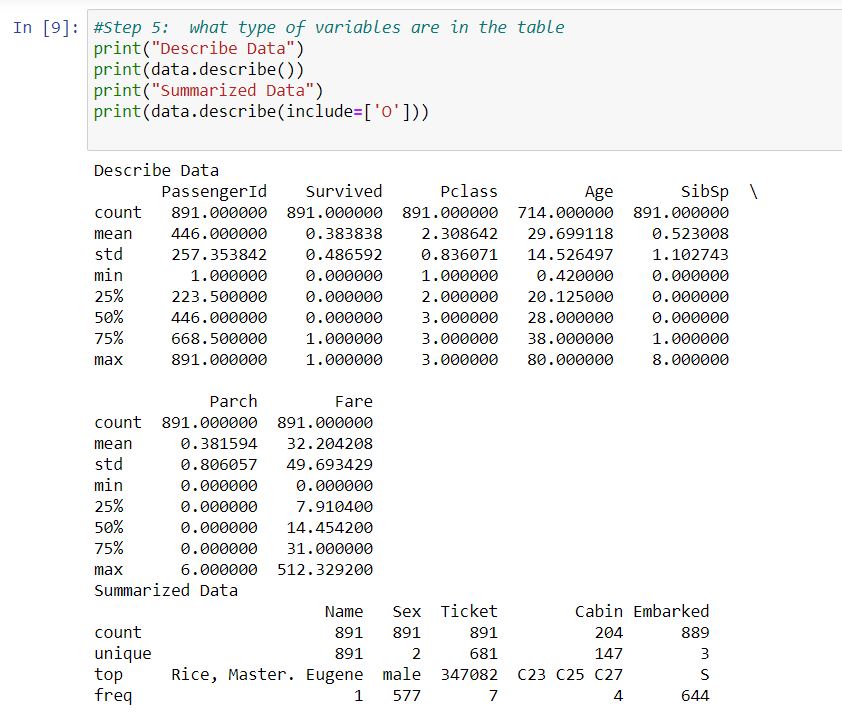 In [9]: #Step 5:  what type of variables are in the table
print("Describe Data")
print(data.describe())
print("Summarized Data")
print(data.describe(include=['O']))
Describe Data
       PassengerId    Survived      Pclass         Age       SibSp  \
count   891.000000  891.000000  891.000000  714.000000  891.000000
mean    446.000000    0.383838    2.308642   29.699118    0.523008
std     257.353842    0.486592    0.836071   14.526497    1.102743
min       1.000000    0.000000    1.000000    0.420000    0.000000
25%     223.500000    0.000000    2.000000   20.125000    0.000000
50%     446.000000    0.000000    3.000000   28.000000    0.000000
75%     668.500000    1.000000    3.000000   38.000000    1.000000
max     891.000000    1.000000    3.000000   80.000000    8.000000
            Parch        Fare
count  891.000000  891.000000
mean     0.381594   32.204208
std      0.806057   49.693429
min      0.000000    0.000000
25%      0.000000    7.910400
50%      0.000000   14.454200
75%      0.000000   31.000000
max      6.000000  512.329200
Summarized Data
                        Name   Sex  Ticket        Cabin Embarked
count                    891   891     891          204      889
unique                   891     2     681          147        3
top     Rice, Master. Eugene  male  347082  C23 C25 C27        S
freq                       1   577       7            4      644